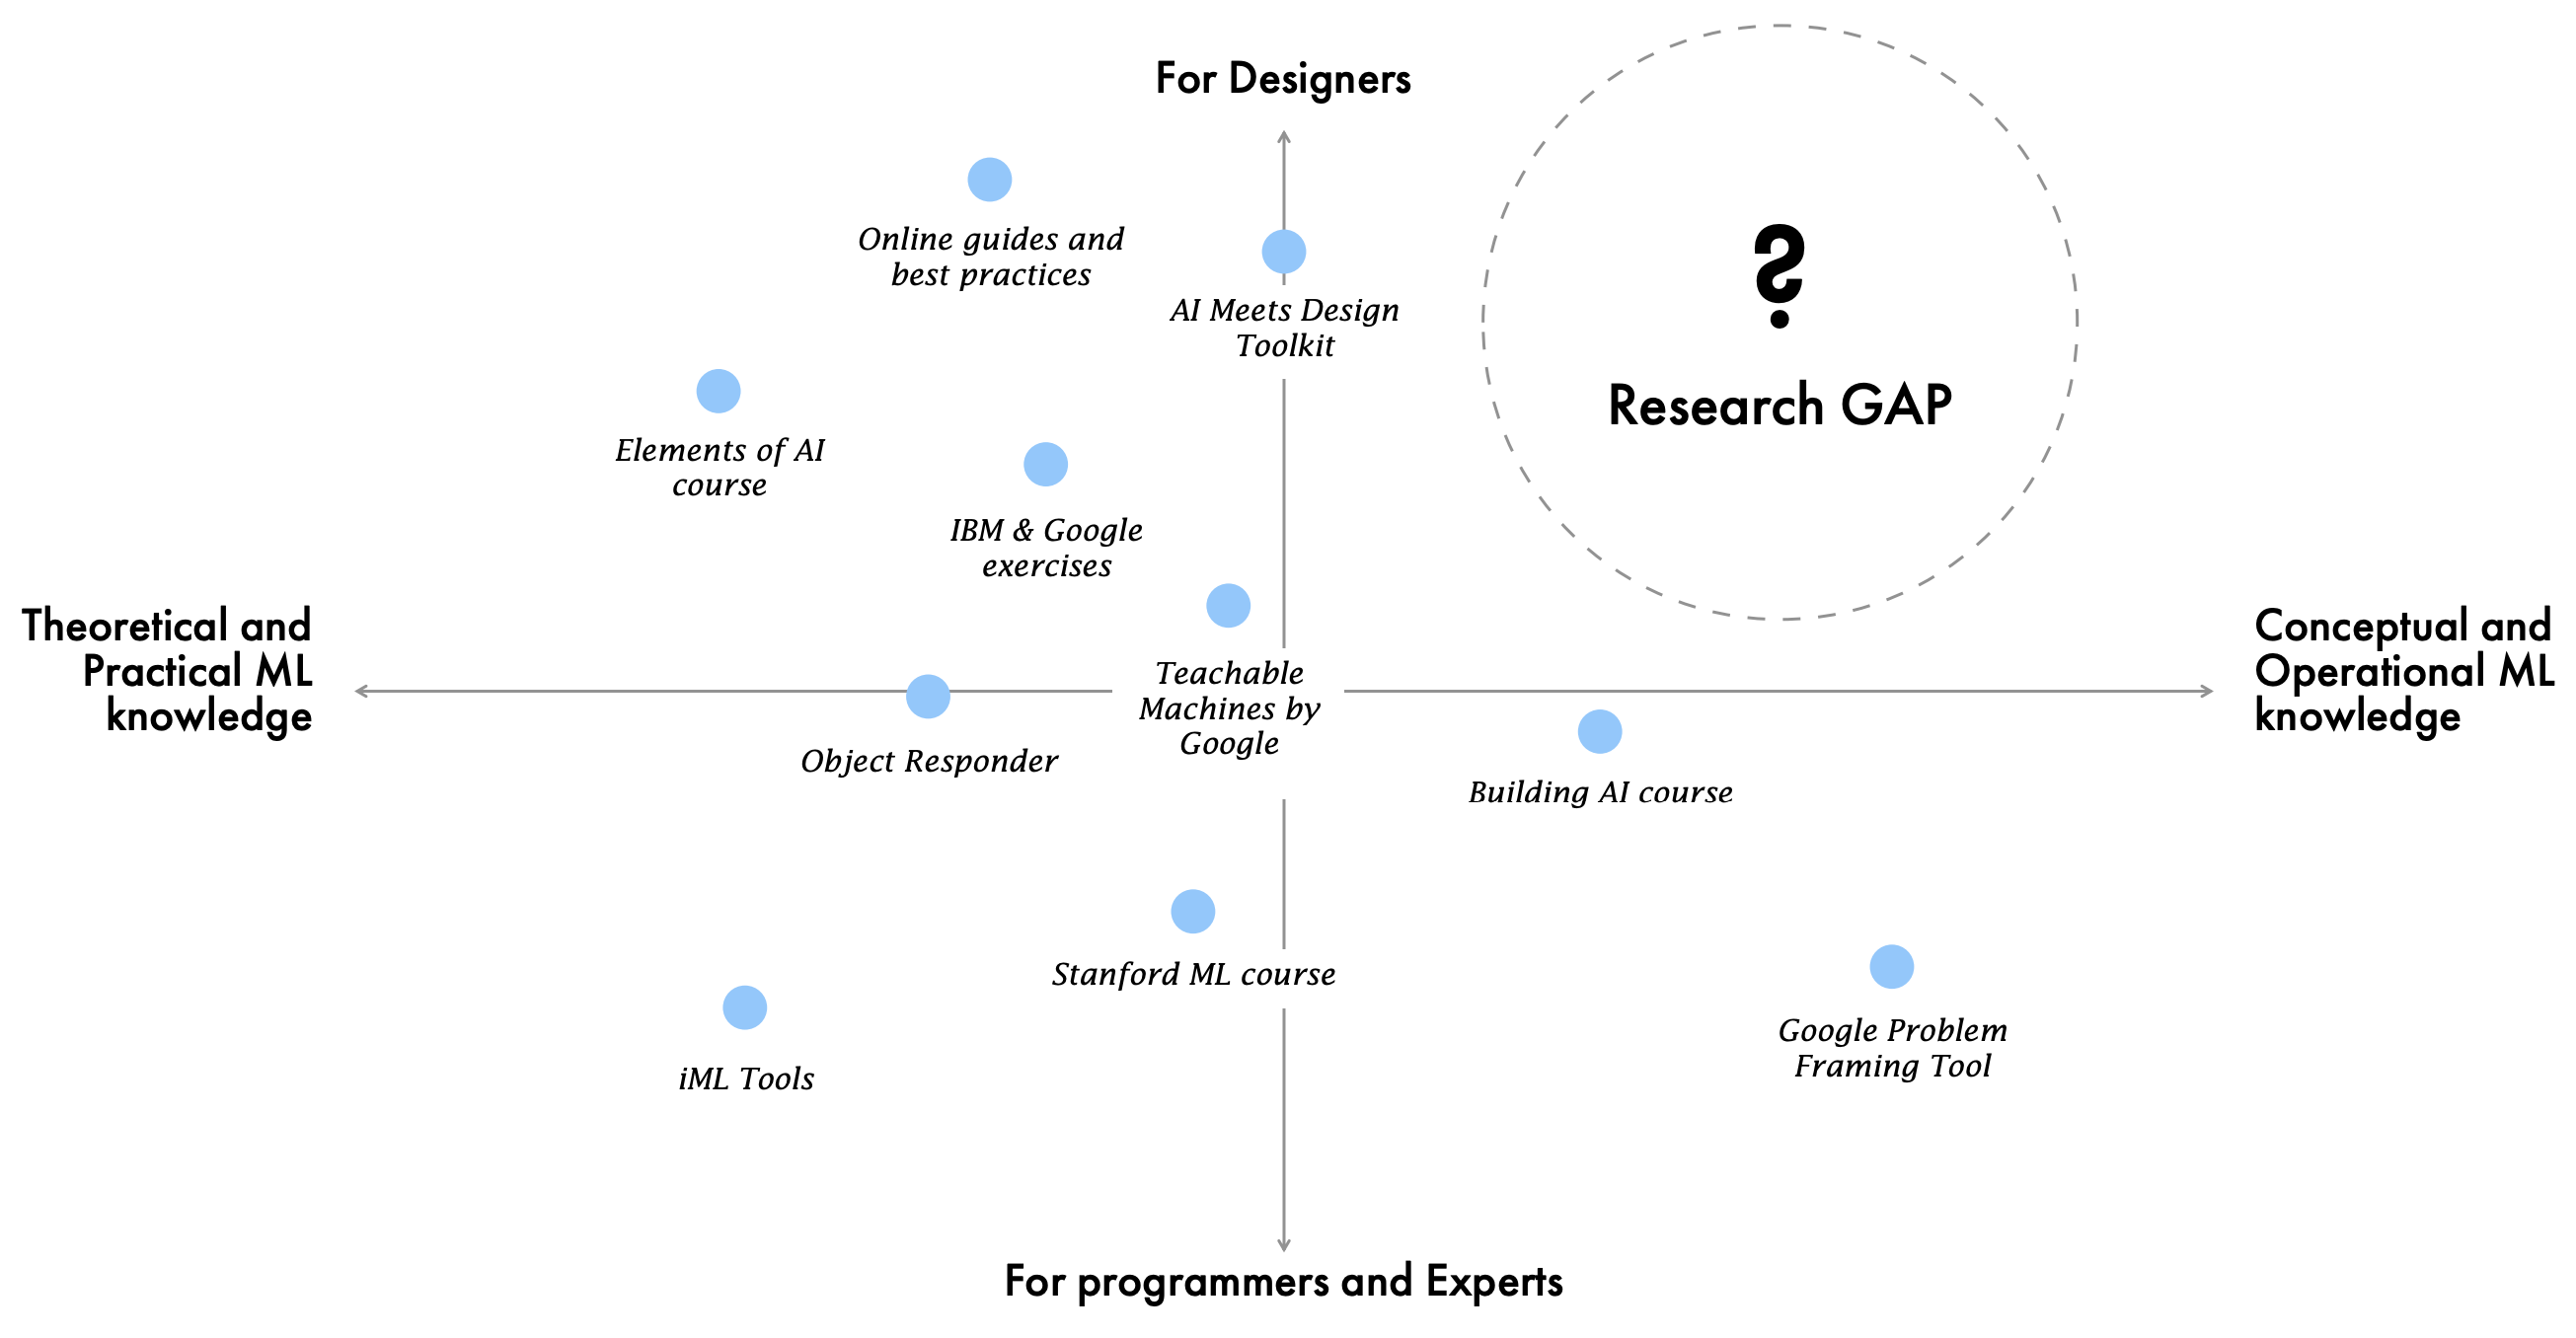 For Designers
Online guides and
best practices
AI Meets Design
Toolkit
?
Research GAP
Elements of AI
course
IBM & Google
exercises
Theoretical and
Practical ML
knowledge
Conceptual and
Operational ML
knowledge
Teachable
Machines by
Google
Object Responder
Building AI course
Stanford ML course
iML Tools
Google Problem
Framing Tool
For programmers and Experts